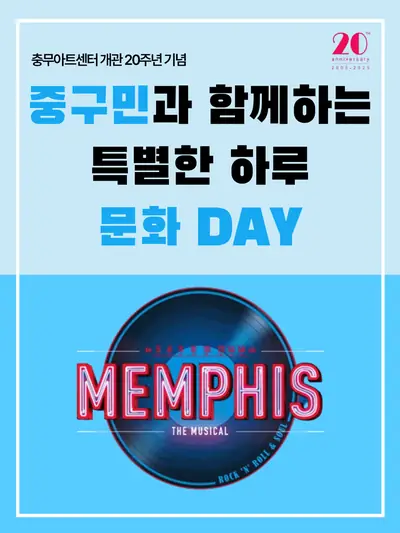 충무아트센터 개관 20주년 기념
20th
anniversary
2005-2025
중구민과 함께하는
특별한 하루
문화 DAY
MEMPHIS
THE MUSICAL
ROCK 'N' ROLL & SOUL